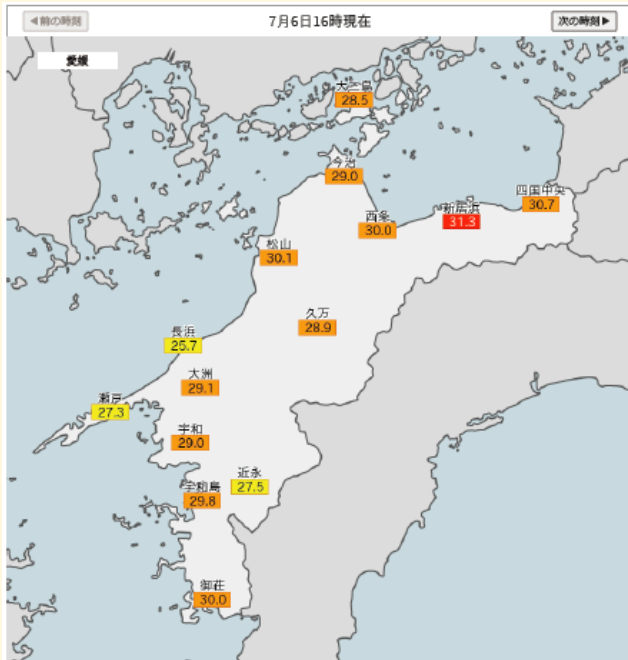 ◀前の時刻
7月6日16時現在
次の時刻▶
愛媛
大三島
28.5
今治
29.0
四国中央
30.7
新居浜
31.3
西条
30.0
松山
30.1
久万
28.9
長浜
25.7
大洲
29.1
瀬戸
27.3
宇和
29.0
近永
27.5
宇和島
29.8
御荘
30.0